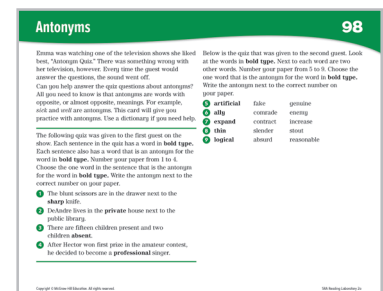 Antonyms
98
Emma was watching one of the television shows she liked
best, "Antonym Quiz." There was something wrong with
her television, however. Every time the guest would
answer the questions, the sound went off.
Can you help answer the quiz questions about antonyms?
All you need to know is that antonyms are words with
opposite, or almost opposite, meanings. For example,
sick and well are antonyms. This card will give you
practice with antonyms. Use a dictionary if you need help.
The following quiz was given to the first guest on the
show. Each sentence in the quiz has a word in bold type.
Each sentence also has a word that is an antonym for the
word in bold type. Number your paper from 1 to 4.
Choose the one word in the sentence that is the antonym
for the word in bold type. Write the antonym next to the
correct number on your paper.
1 The blunt scissors are in the drawer next to the
sharp knife.
2 DeAndre lives in the private house next to the
public library.
3 There are fifteen children present and two
children absent.
4 After Hector won first prize in the amateur contest,
he decided to become a professional singer.
Below is the quiz that was given to the second guest. Look
at the words in bold type. Next to each word are two
other words. Number your paper from 5 to 9. Choose the
one word that is the antonym for the word in bold type.
Write the antonym next to the correct number on
your paper.
5 artificial fake genuine
6 ally comrade enemy
7 expand contract increase
8 thin slender stout
9 logical absurd reasonable
Copyright © McGraw-Hill Education. All rights reserved.
SRA Reading Laboratory 2a